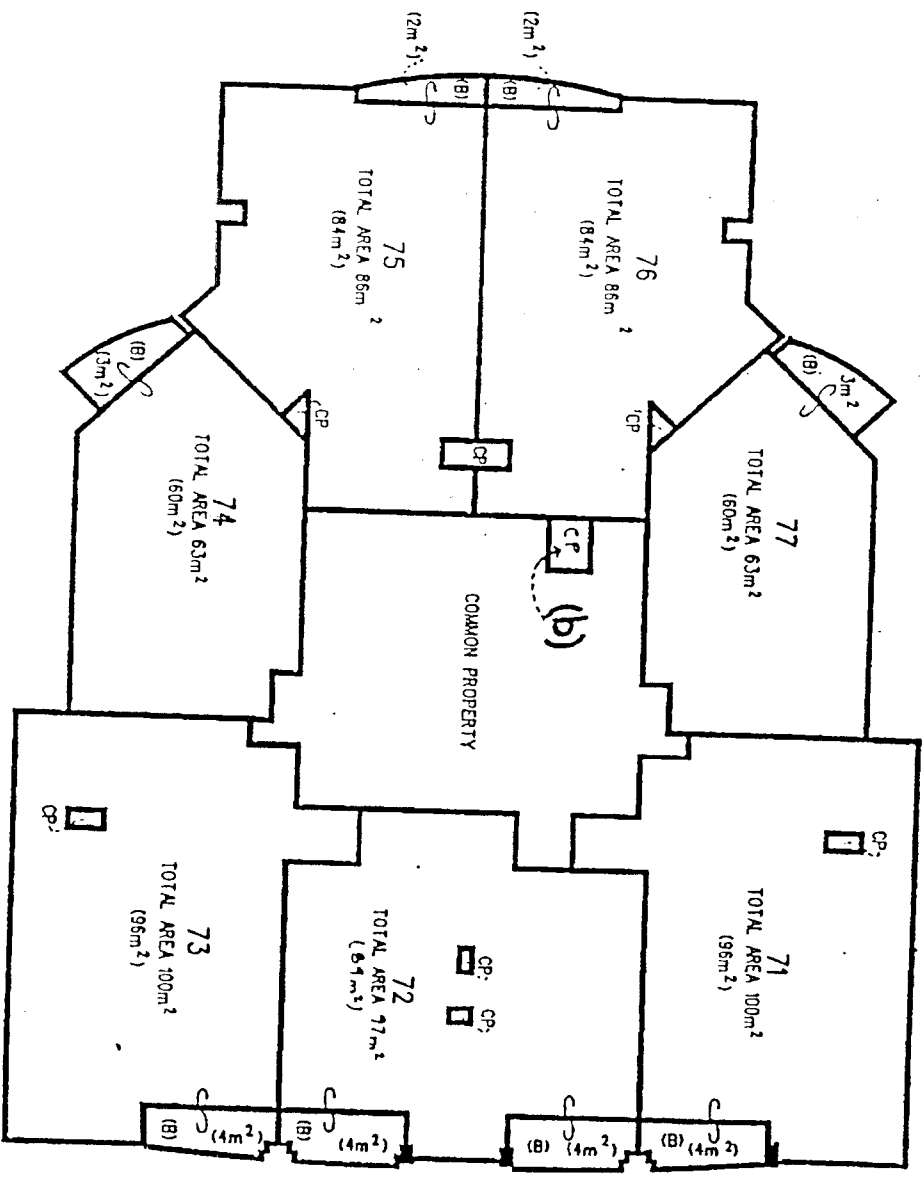 (2m²)
(2m²)
(B)
(B)
75
TOTAL AREA 86m²
(84m²)
76
TOTAL AREA 86m²
(84m²)
(B)
(3m²)
(B)
3m²
CP
CP
CP
74
TOTAL AREA 63m²
(60m²)
77
TOTAL AREA 63m²
(60m²)
CP
(b)
COMMON PROPERTY
CP
CP
73
TOTAL AREA 100m²
(96m²)
72
TOTAL AREA 97m²
(89m²)
CP
CP
71
TOTAL AREA 100m²
(96m²)
(B)
(4m²)
(B)
(4m²)
(B)
(4m²)
(B)
(4m²)